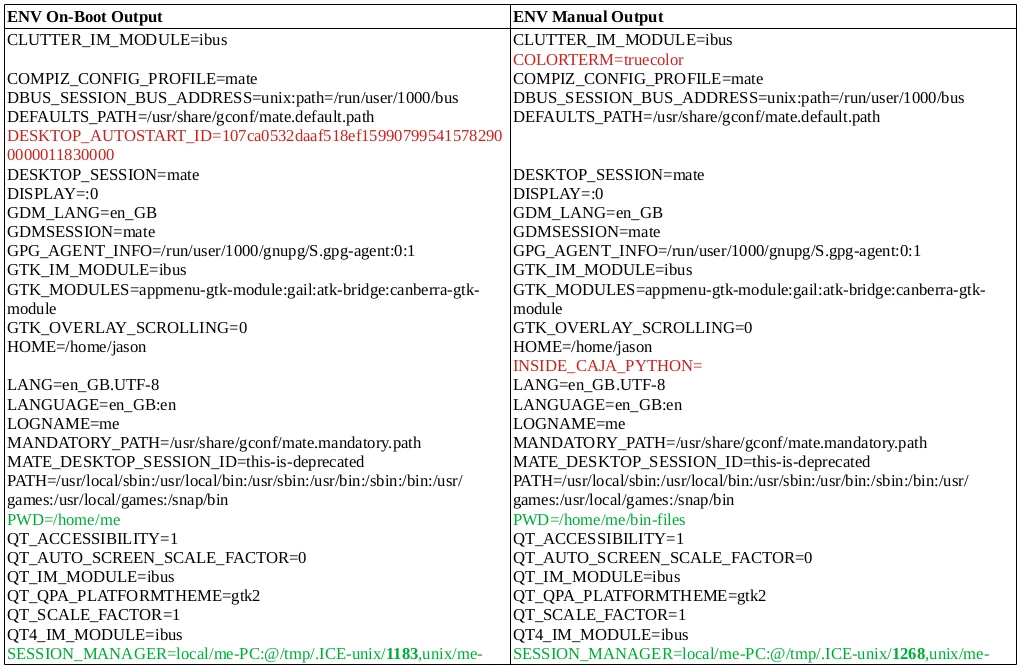 ENV On-Boot Output
CLUTTER_IM_MODULE=ibus
COMPIZ_CONFIG_PROFILE=mate
DBUS_SESSION_BUS_ADDRESS=unix:path=/run/user/1000/bus
DEFAULTS_PATH=/usr/share/gconf/mate.default.path
DESKTOP_AUTOSTART_ID=107ca0532daaf518ef15990799541578290
0000011830000
DESKTOP_SESSION=mate
DISPLAY=:0
GDM_LANG=en_GB
GDMSESSION=mate
GPG_AGENT_INFO=/run/user/1000/gnupg/S.gpg-agent:0:1
GTK_IM_MODULE=ibus
GTK_MODULES=appmenu-gtk-module:gail:atk-bridge:canberra-gtk-
module
GTK_OVERLAY_SCROLLING=0
HOME=/home/jason
LANG=en_GB.UTF-8
LANGUAGE=en_GB:en
LOGNAME=me
MANDATORY_PATH=/usr/share/gconf/mate.mandatory.path
MATE_DESKTOP_SESSION_ID=this-is-deprecated
PATH=/usr/local/sbin:/usr/local/bin:/usr/sbin:/usr/bin:/sbin:/bin:/usr/
games:/usr/local/games:/snap/bin
PWD=/home/me
QT_ACCESSIBILITY=1
QT_AUTO_SCREEN_SCALE_FACTOR=0
QT_IM_MODULE=ibus
QT_QPA_PLATFORMTHEME=gtk2
QT_SCALE_FACTOR=1
QT4_IM_MODULE=ibus
SESSION_MANAGER=local/me-PC:@/tmp/.ICE-unix/1183,unix/me-
ENV Manual Output
CLUTTER_IM_MODULE=ibus
COLORTERM=truecolor
COMPIZ_CONFIG_PROFILE=mate
DBUS_SESSION_BUS_ADDRESS=unix:path=/run/user/1000/bus
DEFAULTS_PATH=/usr/share/gconf/mate.default.path
DESKTOP_SESSION=mate
DISPLAY=:0
GDM_LANG=en_GB
GDMSESSION=mate
GPG_AGENT_INFO=/run/user/1000/gnupg/S.gpg-agent:0:1
GTK_IM_MODULE=ibus
GTK_MODULES=appmenu-gtk-module:gail:atk-bridge:canberra-gtk-
module
GTK_OVERLAY_SCROLLING=0
HOME=/home/jason
INSIDE_CAJA_PYTHON=
LANG=en_GB.UTF-8
LANGUAGE=en_GB:en
LOGNAME=me
MANDATORY_PATH=/usr/share/gconf/mate.mandatory.path
MATE_DESKTOP_SESSION_ID=this-is-deprecated
PATH=/usr/local/sbin:/usr/local/bin:/usr/sbin:/usr/bin:/sbin:/bin:/usr/
games:/usr/local/games:/snap/bin
PWD=/home/me/bin-files
QT_ACCESSIBILITY=1
QT_AUTO_SCREEN_SCALE_FACTOR=0
QT_IM_MODULE=ibus
QT_QPA_PLATFORMTHEME=gtk2
QT_SCALE_FACTOR=1
QT4_IM_MODULE=ibus
SESSION_MANAGER=local/me-PC:@/tmp/.ICE-unix/1268,unix/me-